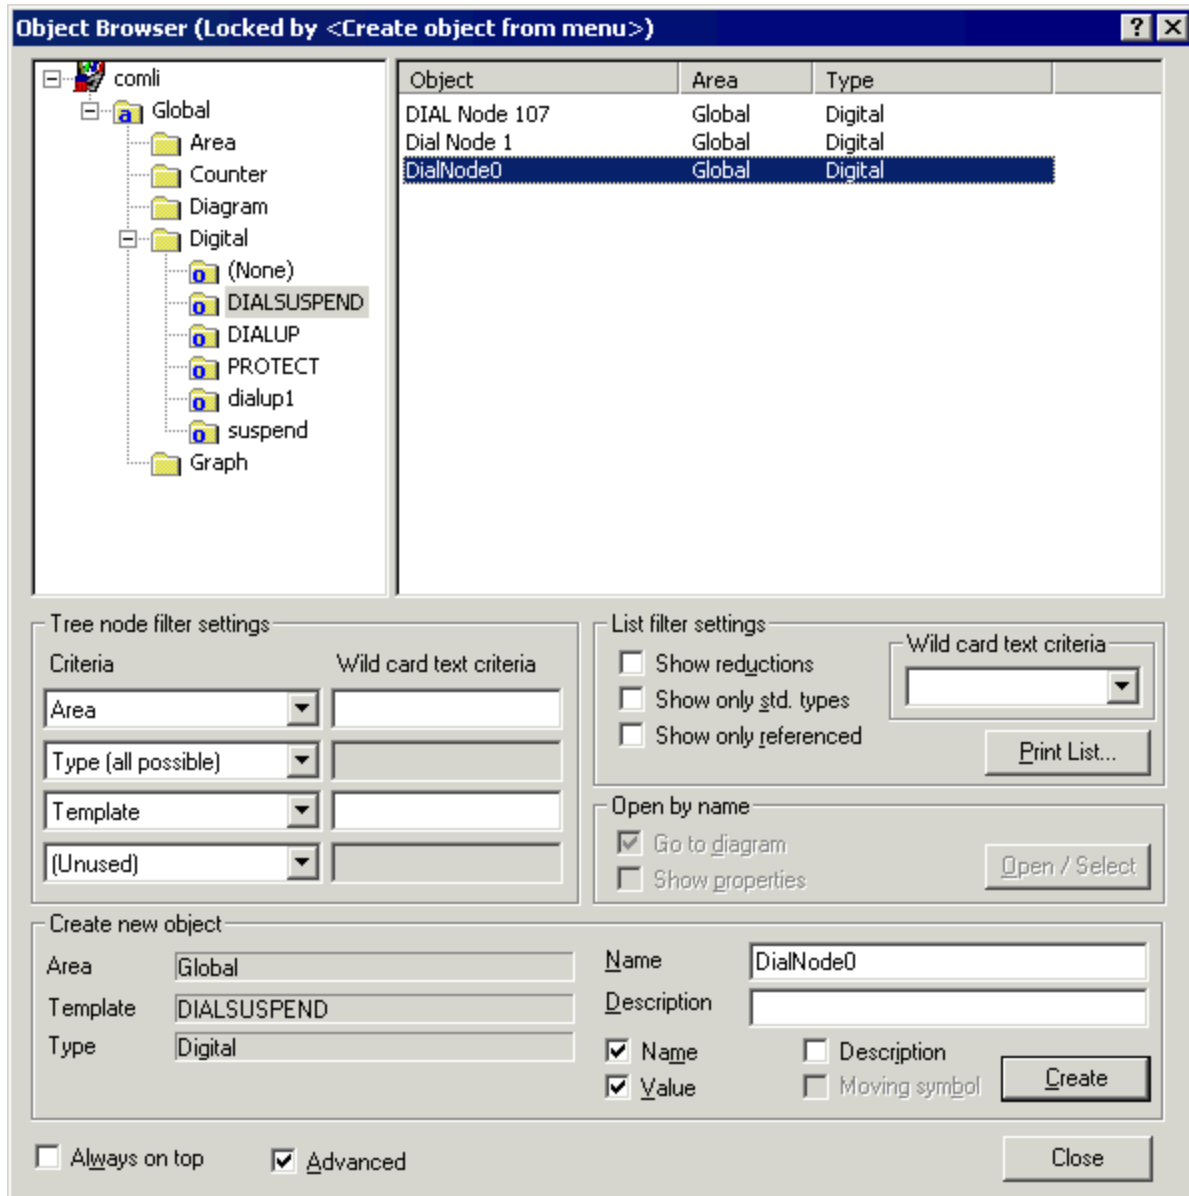 Object Browser (Locked by <Create object from menu>)
comli
Global
Area
Counter
Diagram
Digital
(None)
DIALSUSPEND
DIALUP
PROTECT
dialup1
suspend
Graph
Object Area Type
DIAL Node 107 Global Digital
Dial Node 1 Global Digital
DialNode0 Global Digital
Tree node filter settings
Criteria Wild card text criteria
Area
Type (all possible)
Template
(Unused)
List filter settings
Show reductions
Show only std. types
Show only referenced
Wild card text criteria
Print List...
Open by name
Go to diagram
Show properties
Open / Select
Create new object
Area Global
Template DIALSUSPEND
Type Digital
Name DialNode0
Description
Name Description
Value Moving symbol
Create
Always on top Advanced
Close